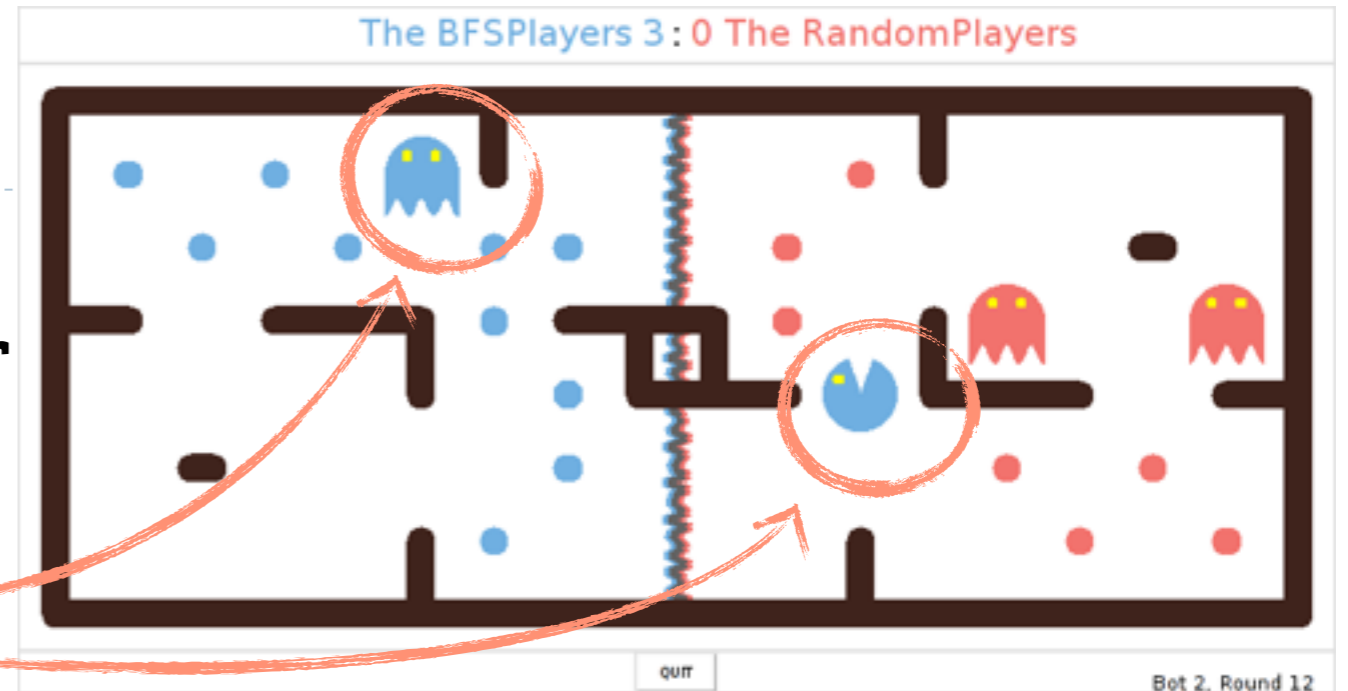 The BFSPlayers 3 : 0 The RandomPlayers
QUIT
Bot 2, Round 12